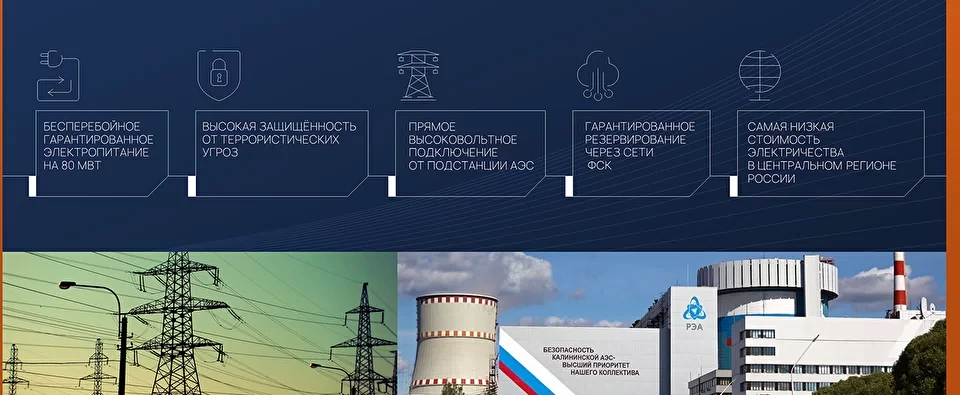 БЕСПЕРЕБОЙНОЕ
ГАРАНТИРОВАННОЕ
ЭЛЕКТРОПИТАНИЕ
НА 80 МВТ
ВЫСОКАЯ ЗАЩИЩЁННОСТЬ
ОТ ТЕРРОРИСТИЧЕСКИХ
УГРОЗ
ПРЯМОЕ
ВЫСОКОВОЛЬТНОЕ
ПОДКЛЮЧЕНИЕ
ОТ ПОДСТАНЦИИ АЭС
ГАРАНТИРОВАННОЕ
РЕЗЕРВИРОВАНИЕ
ЧЕРЕЗ СЕТИ
ФСК
САМАЯ НИЗКАЯ
СТОИМОСТЬ
ЭЛЕКТРИЧЕСТВА
В ЦЕНТРАЛЬНОМ РЕГИОНЕ
РОССИИ
РЭА
БЕЗОПАСНОСТЬ
КАЛИНИНСКОЙ АЭС-
ВЫСШИЙ ПРИОРИТЕТ
НАШЕГО КОЛЛЕКТИВА